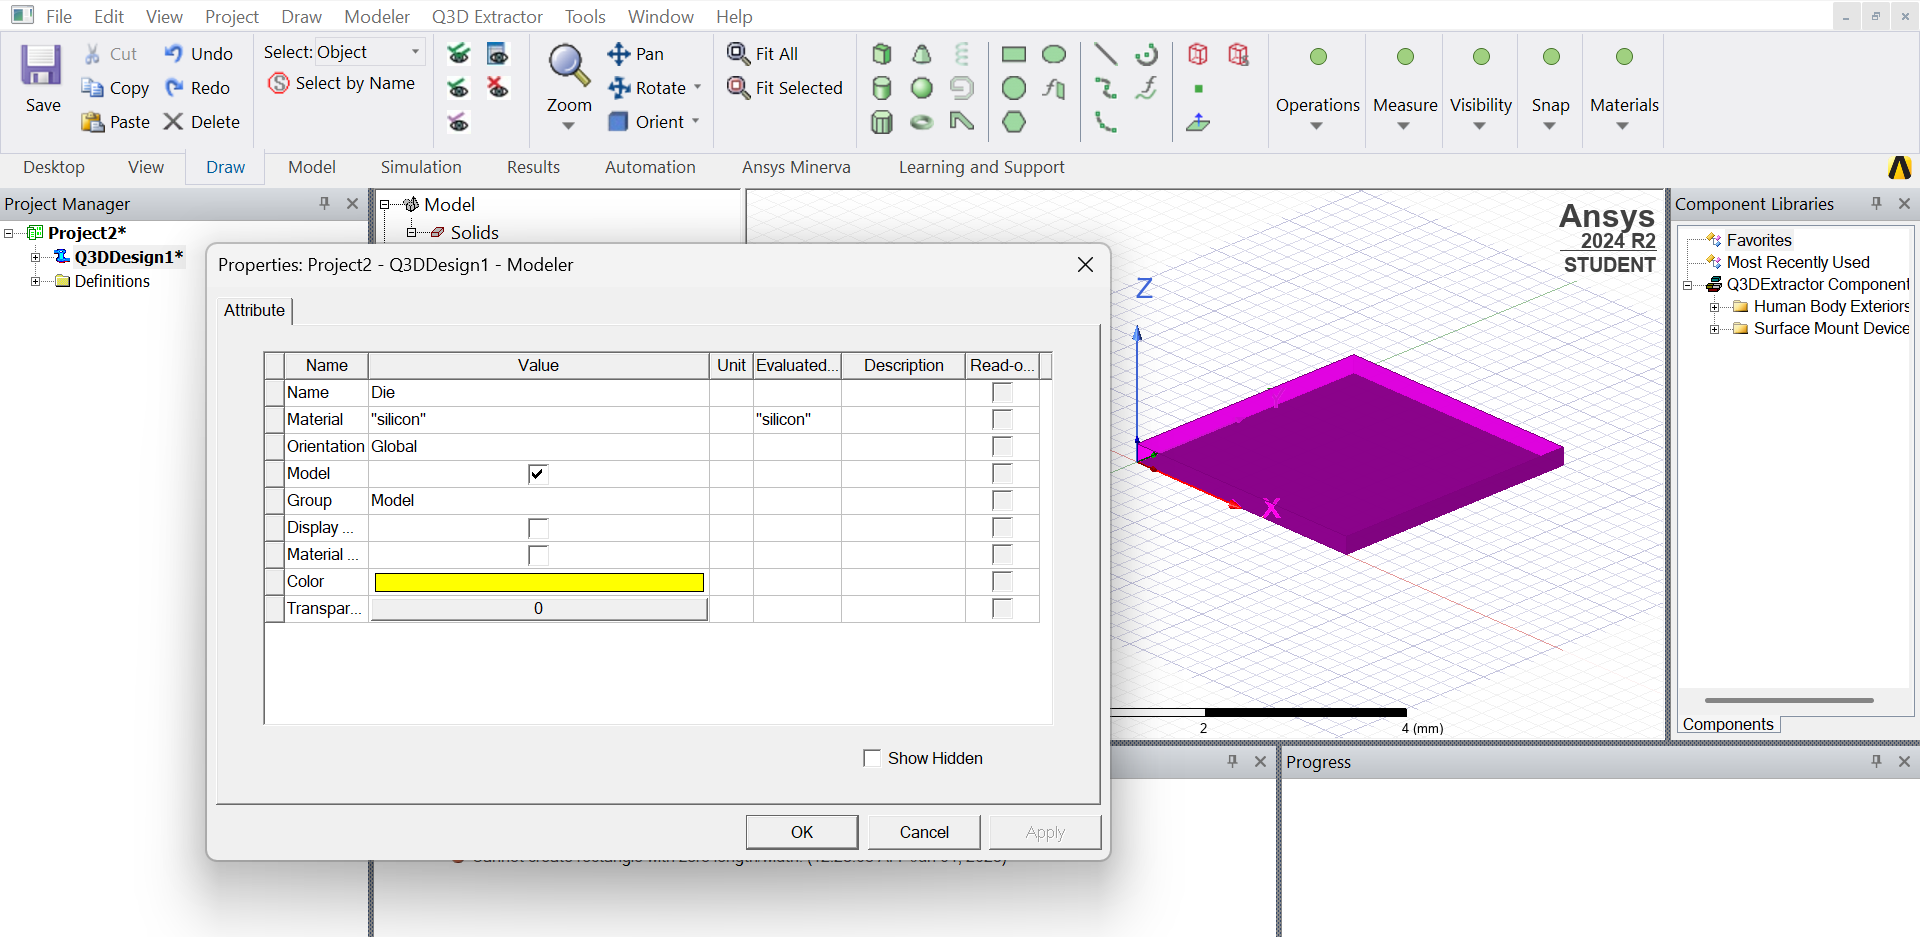 File Edit View Project Draw Modeler Q3D Extractor Tools Window Help
Save
Cut
Copy
Paste
Undo
Redo
Delete
Select: Object
Select by Name
Zoom
Pan
Rotate
Orient
Fit All
Fit Selected
Operations
Measure
Visibility
Snap
Materials
Desktop View Draw Model Simulation Results Automation Ansys Minerva Learning and Support
Project Manager
Project2*
Q3DDesign1*
Definitions
Model
Solids
Properties: Project2 - Q3DDesign1 - Modeler
Attribute
Name Value Unit Evaluated... Description Read-o...
Name Die
Material "silicon" "silicon"
Orientation Global
Model
Group Model
Display ...
Material ...
Color
Transpar... 0
Show Hidden
OK Cancel Apply
Ansys
2024 R2
STUDENT
Z
Y
X
2 4 (mm)
Component Libraries
Favorites
Most Recently Used
Q3DExtractor Component
Human Body Exteriors
Surface Mount Device
Components
Progress